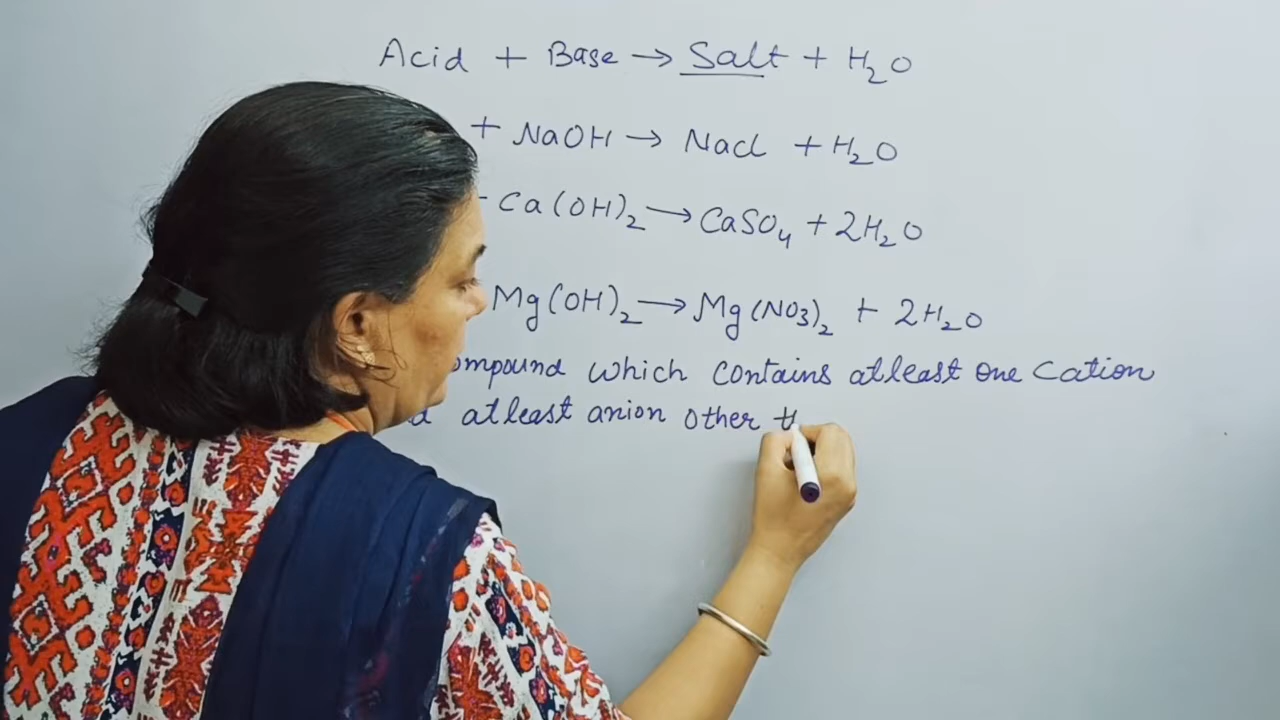 Acid + Base → Salt + H₂O
+ NaOH → NaCl + H₂O
Ca(OH)₂ → CaSO₄ + 2H₂O
Mg(OH)₂ → Mg(NO3)₂ + 2H₂O
ompound which contains atleast one Cation
atleast anion other